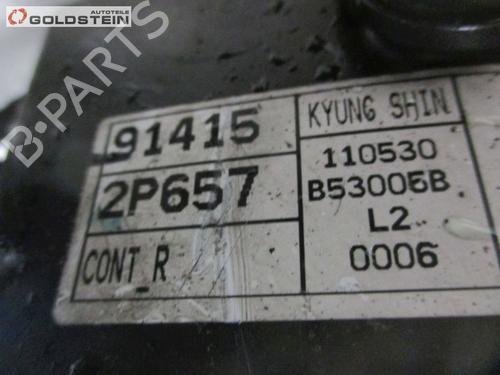 AUTOTEILE
GOLDSTEIN
B-PARTS
91415
2P657
CONT_R
KYUNG SHIN
110530
B53005B
L2
0006